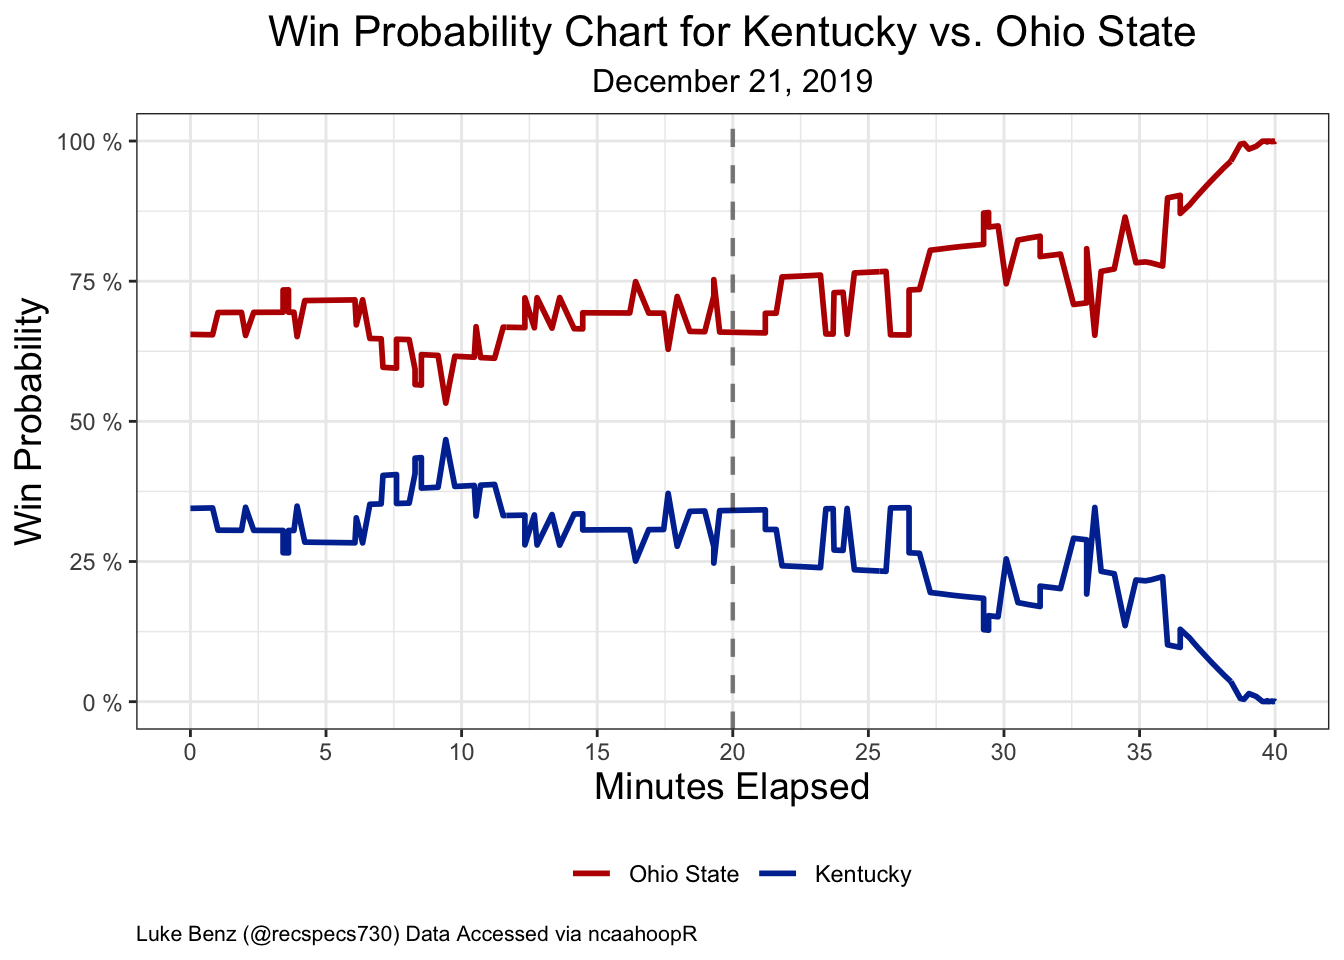 Win Probability Chart for Kentucky vs. Ohio State
December 21, 2019
Win Probability
100 %
75 %
50 %
25 %
0 %
0 5 10 15 20 25 30 35 40
Minutes Elapsed
Ohio State Kentucky
Luke Benz (@recspecs730) Data Accessed via ncaahoopR